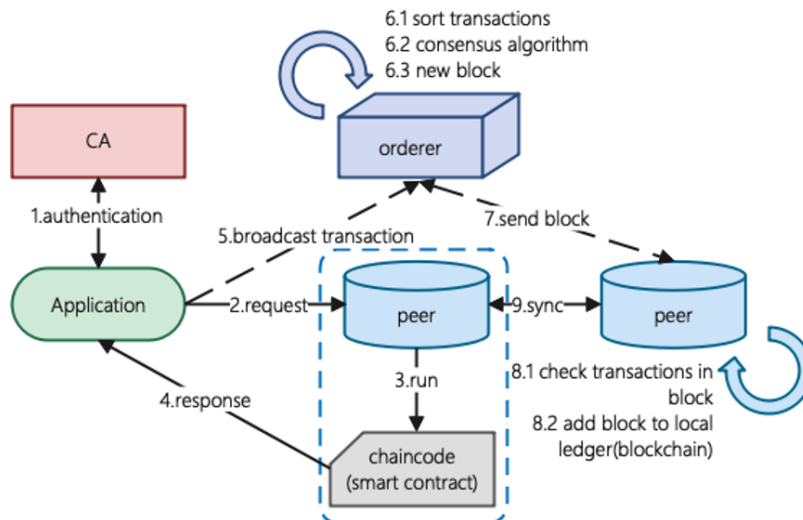 6.1 sort transactions
6.2 consensus algorithm
6.3 new block
CA
orderer
1.authentication
7.send block
5.broadcast transaction
Application
2.request
peer
9.sync
peer
3.run
8.1 check transactions in
block
8.2 add block to local
ledger(blockchain)
4.response
chaincode
(smart contract)